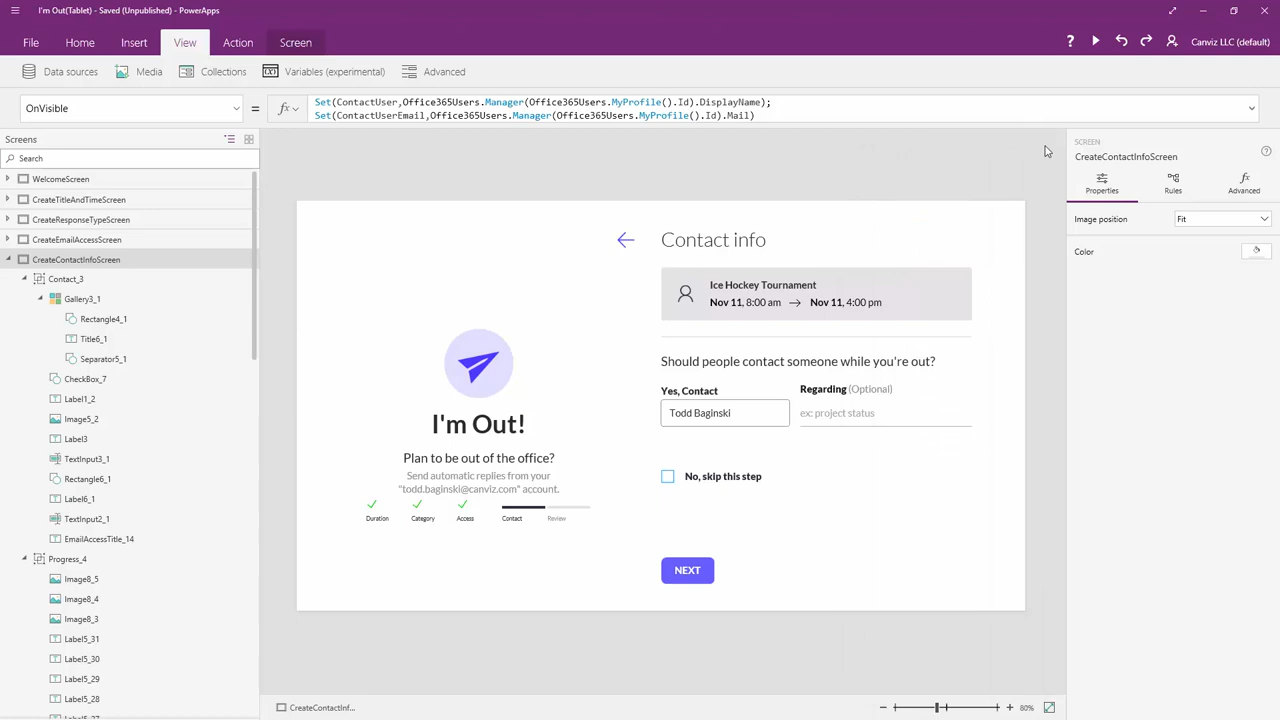 I'm Out(Tablet) - Saved (Unpublished) - PowerApps
File Home Insert View Action Screen
? Canviz LLC (default)
Data sources Media Collections (x) Variables (experimental) Advanced
OnVisible = fx Set(ContactUser,Office365Users.Manager(Office365Users.MyProfile().Id).DisplayName);
Set(ContactUserEmail,Office365Users.Manager(Office365Users.MyProfile().Id).Mail)
Screens
Search
WelcomeScreen
CreateTitleAndTimeScreen
CreateResponseTypeScreen
CreateEmailAccessScreen
CreateContactInfoScreen
Contact_3
Gallery3_1
Rectangle4_1
Title6_1
Separator5_1
CheckBox_7
Label1_2
Image5_2
Label3
TextInput3_1
Rectangle6_1
Label6_1
TextInput2_1
EmailAccessTitle_14
Progress_4
Image8_5
Image8_4
Image8_3
Label5_31
Label5_30
Label5_29
Label5_28
I'm Out!
Plan to be out of the office?
Send automatic replies from your
"todd.baginski@canviz.com" account.
Duration Category Access Contact Review
Contact info
Ice Hockey Tournament
Nov 11, 8:00 am → Nov 11, 4:00 pm
Should people contact someone while you're out?
Yes, Contact Regarding (Optional)
Todd Baginski ex: project status
No, skip this step
NEXT
SCREEN
CreateContactInfoScreen
?
Properties Rules fx Advanced
Image position Fit
Color
CreateContactInf...
− + 80%